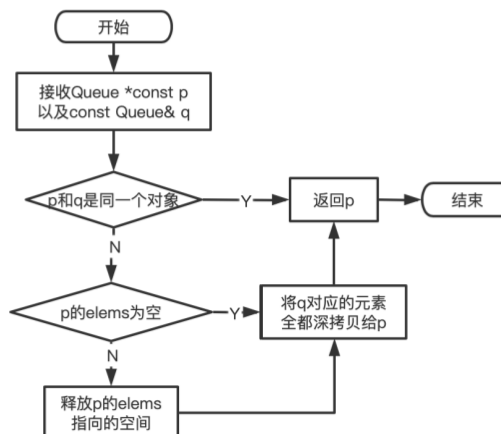 开始
接收Queue *const p
以及const Queue& q
p和q是同一个对象
Y
返回p
结束
N
p的elems为空
Y
将q对应的元素
全都深拷贝给p
N
释放p的elems
指向的空间